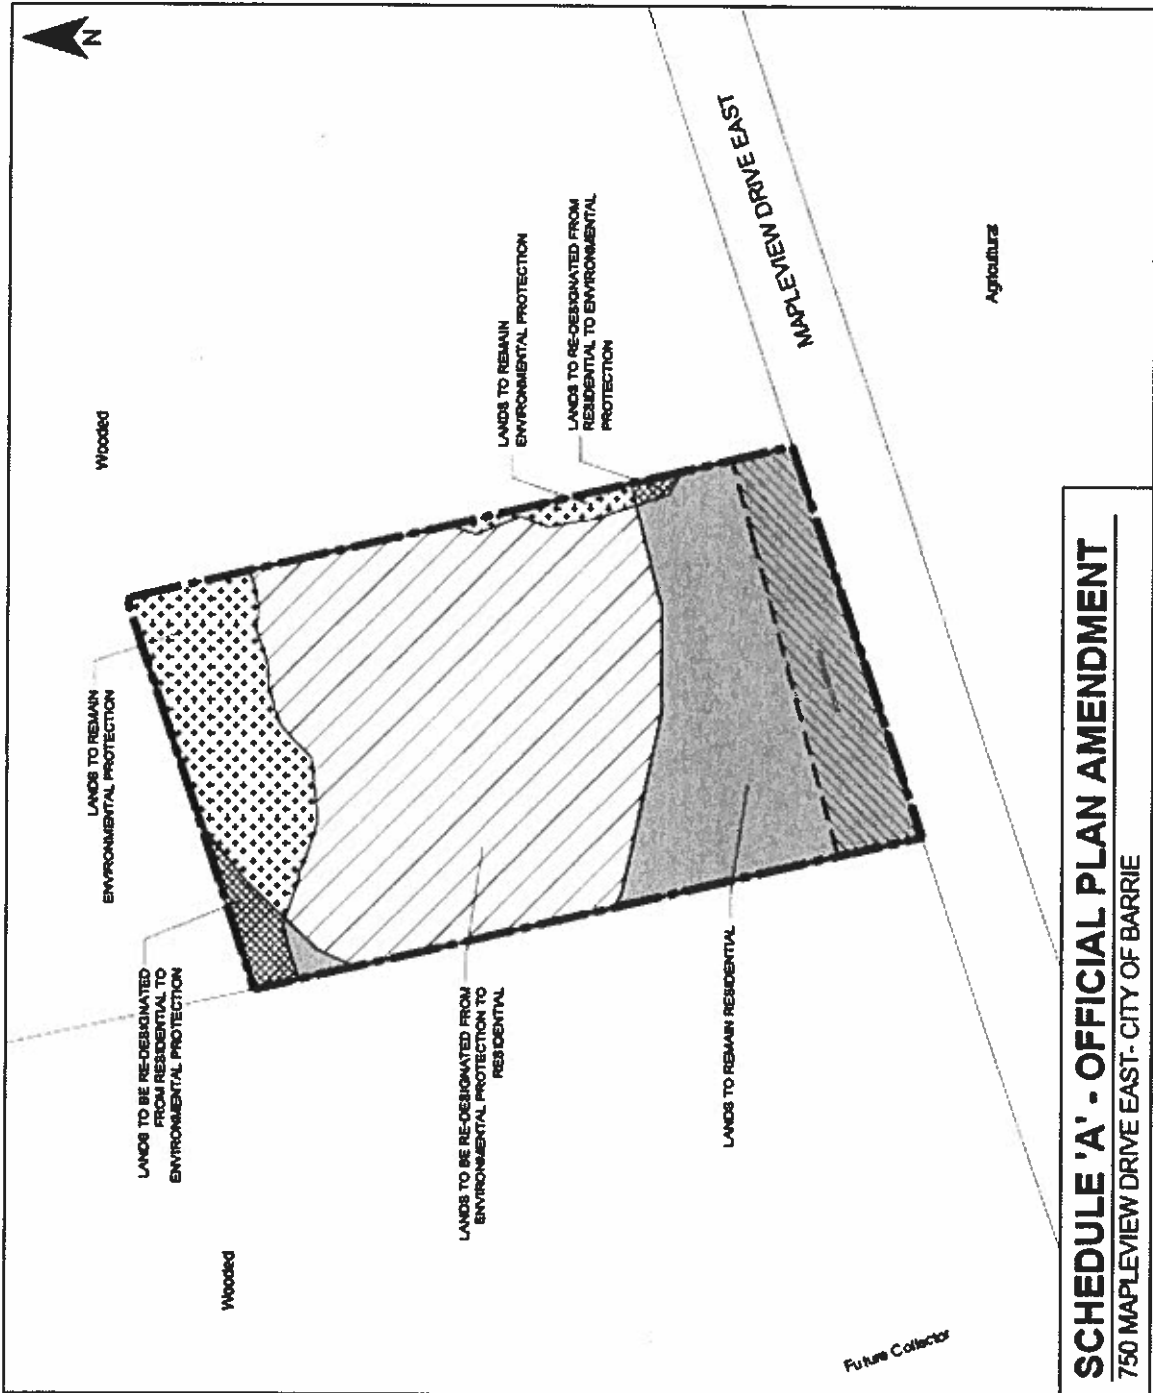 N
Wooded
LANDS TO REMAIN
ENVIRONMENTAL PROTECTION
LANDS TO BE RE-DESIGNATED
FROM RESIDENTIAL TO
ENVIRONMENTAL PROTECTION
Wooded
LANDS TO REMAIN
ENVIRONMENTAL PROTECTION
LANDS TO RE-DESIGNATED FROM
RESIDENTIAL TO ENVIRONMENTAL
PROTECTION
LANDS TO BE RE-DESIGNATED FROM
ENVIRONMENTAL PROTECTION TO
RESIDENTIAL
MAPLEVIEW DRIVE EAST
LANDS TO REMAIN RESIDENTIAL
Agricultural
Future Collector
SCHEDULE 'A' - OFFICIAL PLAN AMENDMENT
750 MAPLEVIEW DRIVE EAST - CITY OF BARRIE